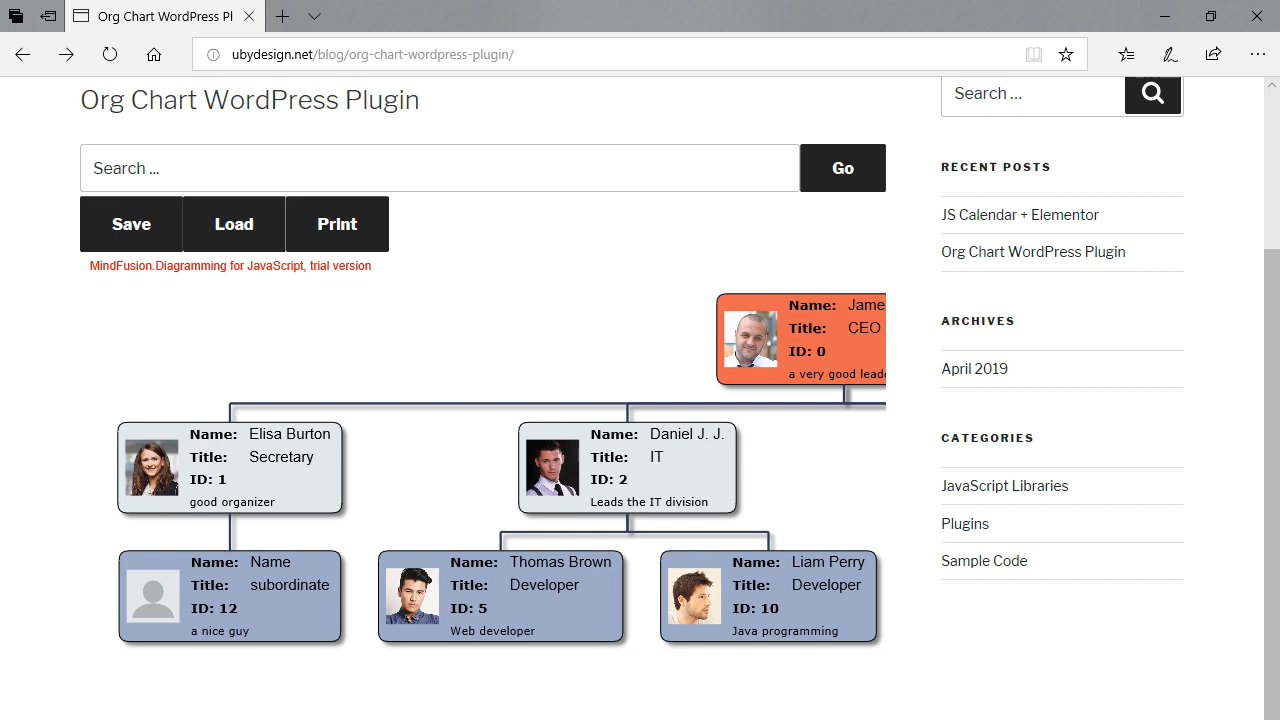 Org Chart WordPress Pl
ubydesign.net/blog/org-chart-wordpress-plugin/
Org Chart WordPress Plugin
Search ...
Go
Save
Load
Print
MindFusion.Diagramming for JavaScript, trial version
Name: Jame
Title: CEO
ID: 0
a very good leade
Name: Elisa Burton
Title: Secretary
ID: 1
good organizer
Name: Daniel J. J.
Title: IT
ID: 2
Leads the IT division
Name: Name
Title: subordinate
ID: 12
a nice guy
Name: Thomas Brown
Title: Developer
ID: 5
Web developer
Name: Liam Perry
Title: Developer
ID: 10
Java programming
Search ...
RECENT POSTS
JS Calendar + Elementor
Org Chart WordPress Plugin
ARCHIVES
April 2019
CATEGORIES
JavaScript Libraries
Plugins
Sample Code